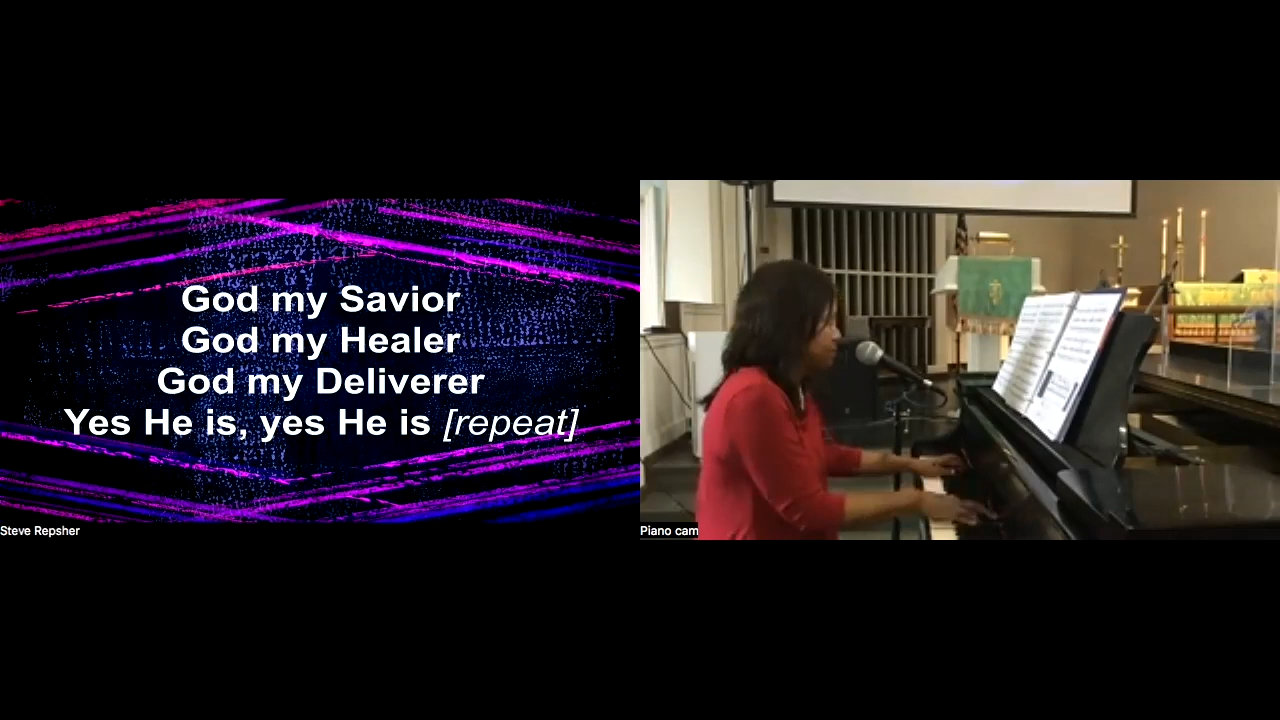 God my Savior
God my Healer
God my Deliverer
Yes He is, yes He is [repeat]
Steve Repsher
Piano cam